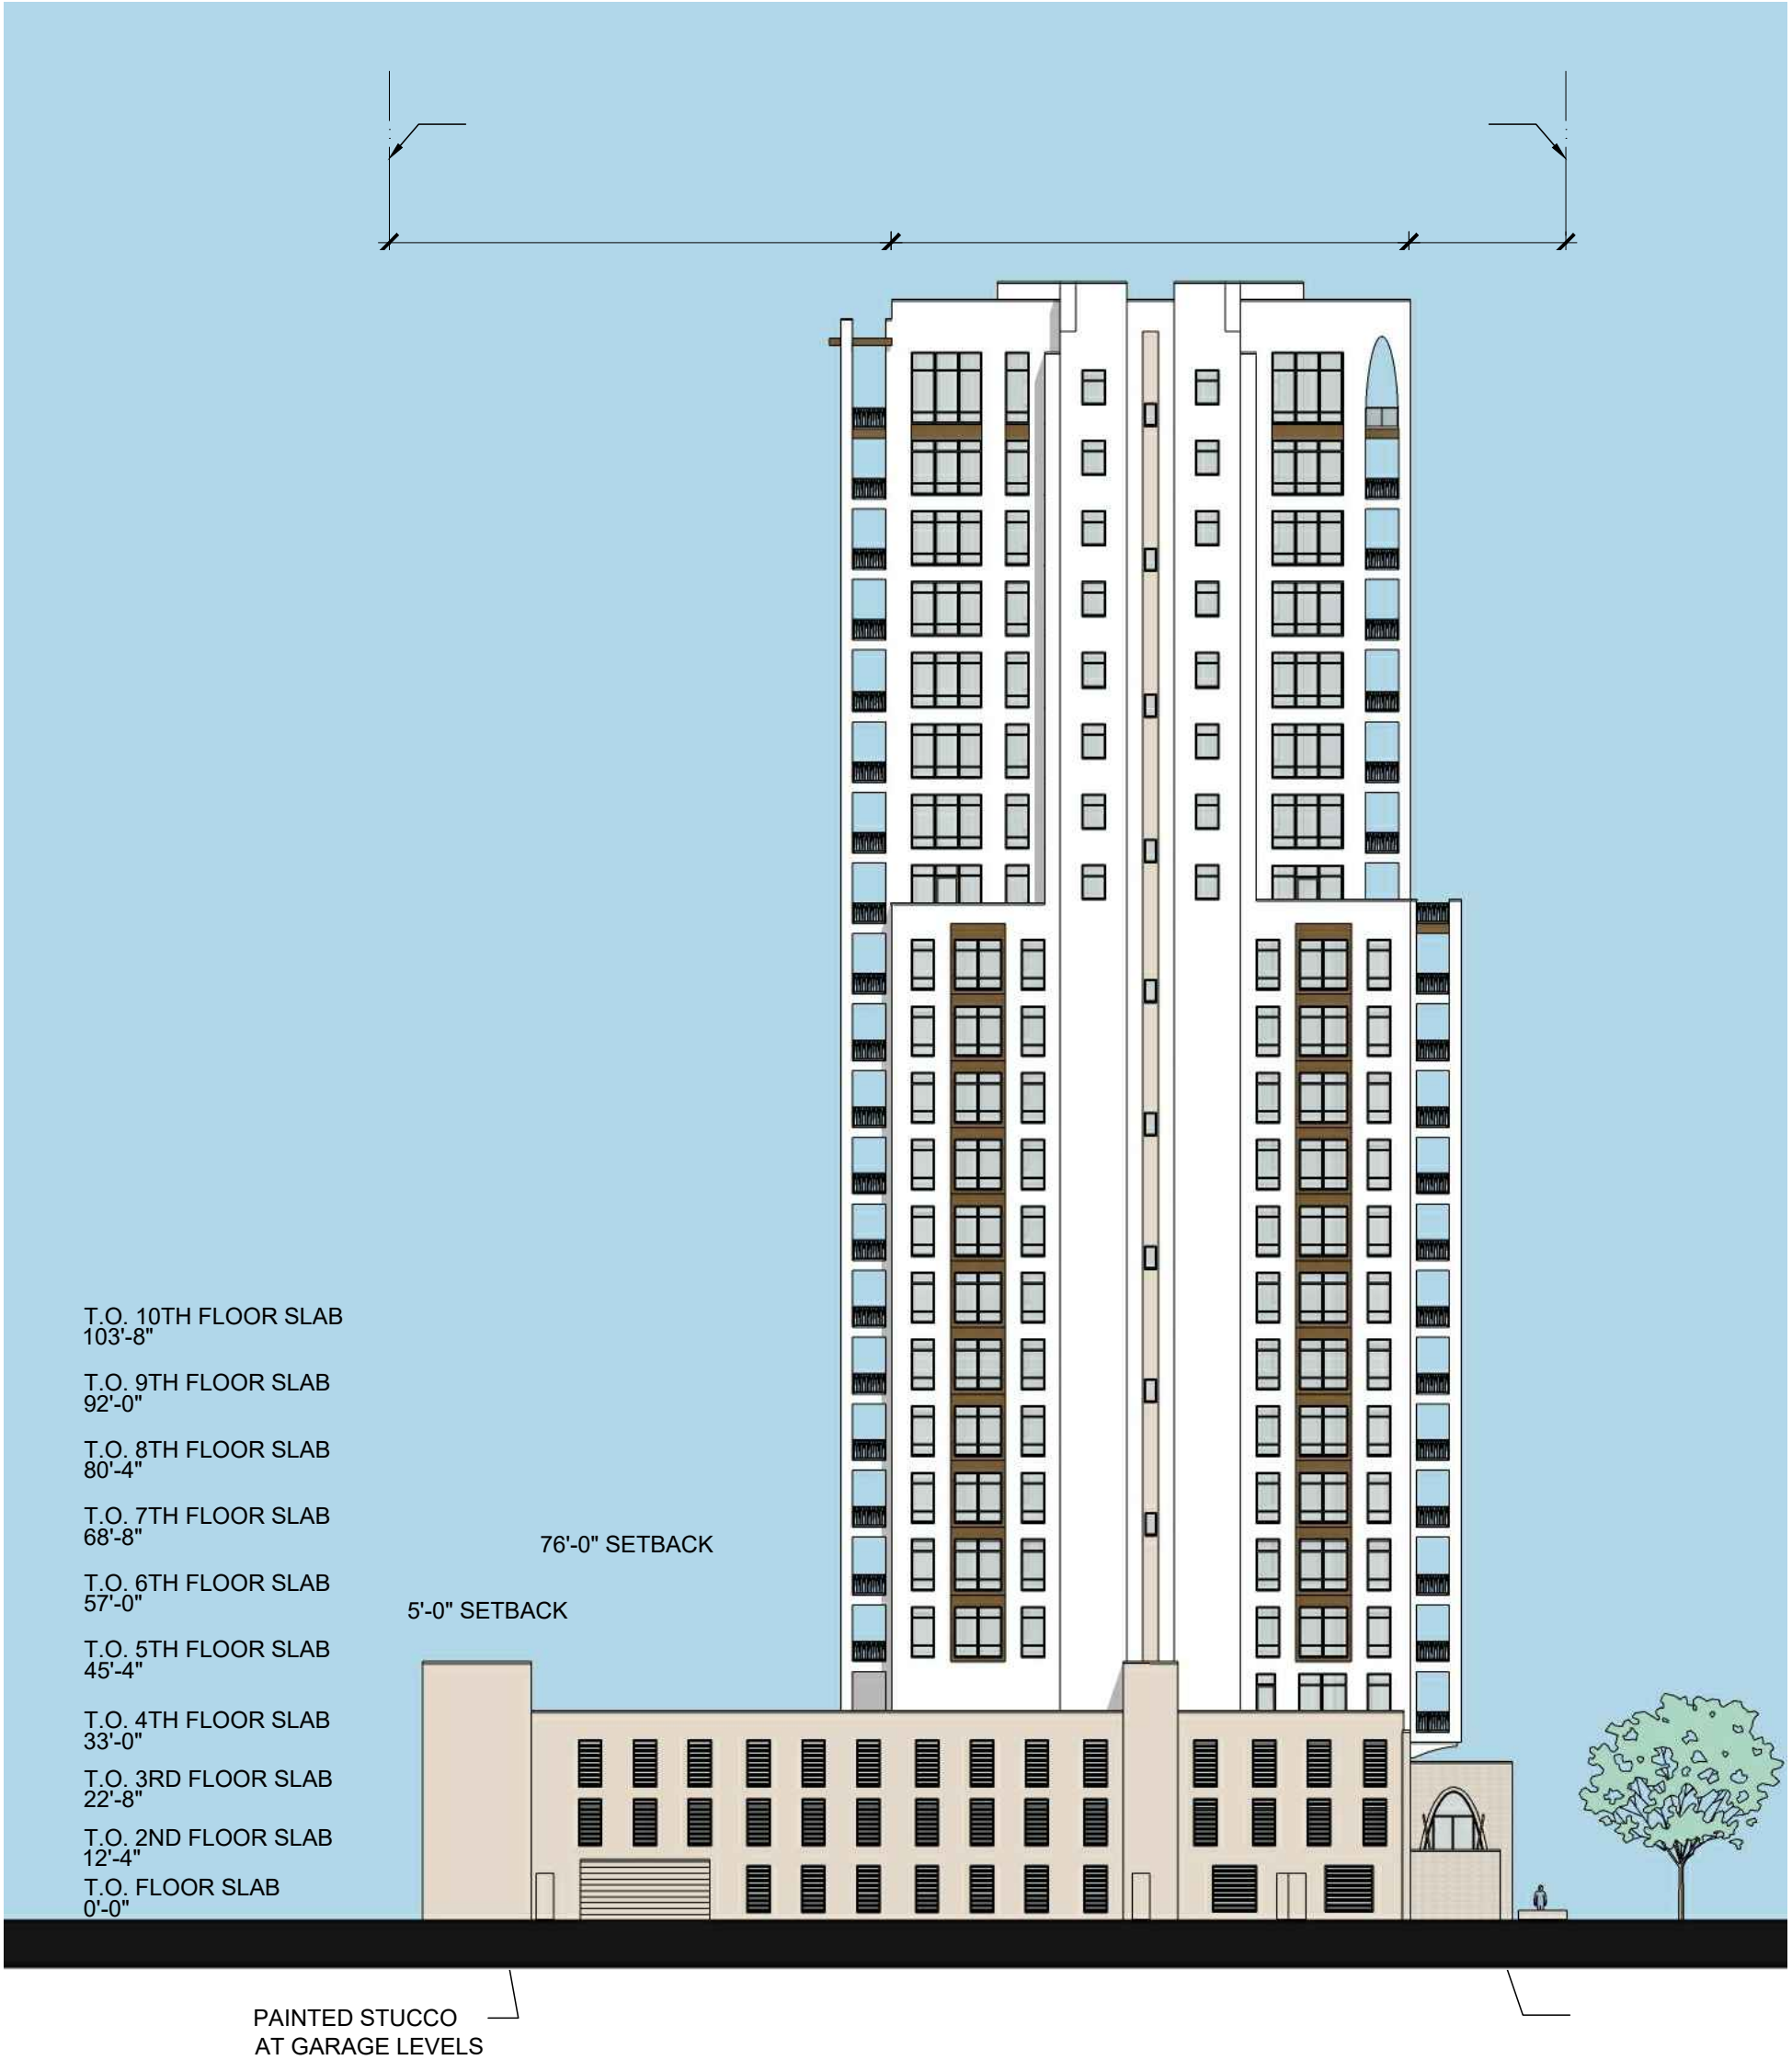 T.O. 10TH FLOOR SLAB
103'-8"
T.O. 9TH FLOOR SLAB
92'-0"
T.O. 8TH FLOOR SLAB
80'-4"
T.O. 7TH FLOOR SLAB
68'-8"
76'-0" SETBACK
T.O. 6TH FLOOR SLAB
57'-0"
5'-0" SETBACK
T.O. 5TH FLOOR SLAB
45'-4"
T.O. 4TH FLOOR SLAB
33'-0"
T.O. 3RD FLOOR SLAB
22'-8"
T.O. 2ND FLOOR SLAB
12'-4"
T.O. FLOOR SLAB
0'-0"
PAINTED STUCCO
AT GARAGE LEVELS